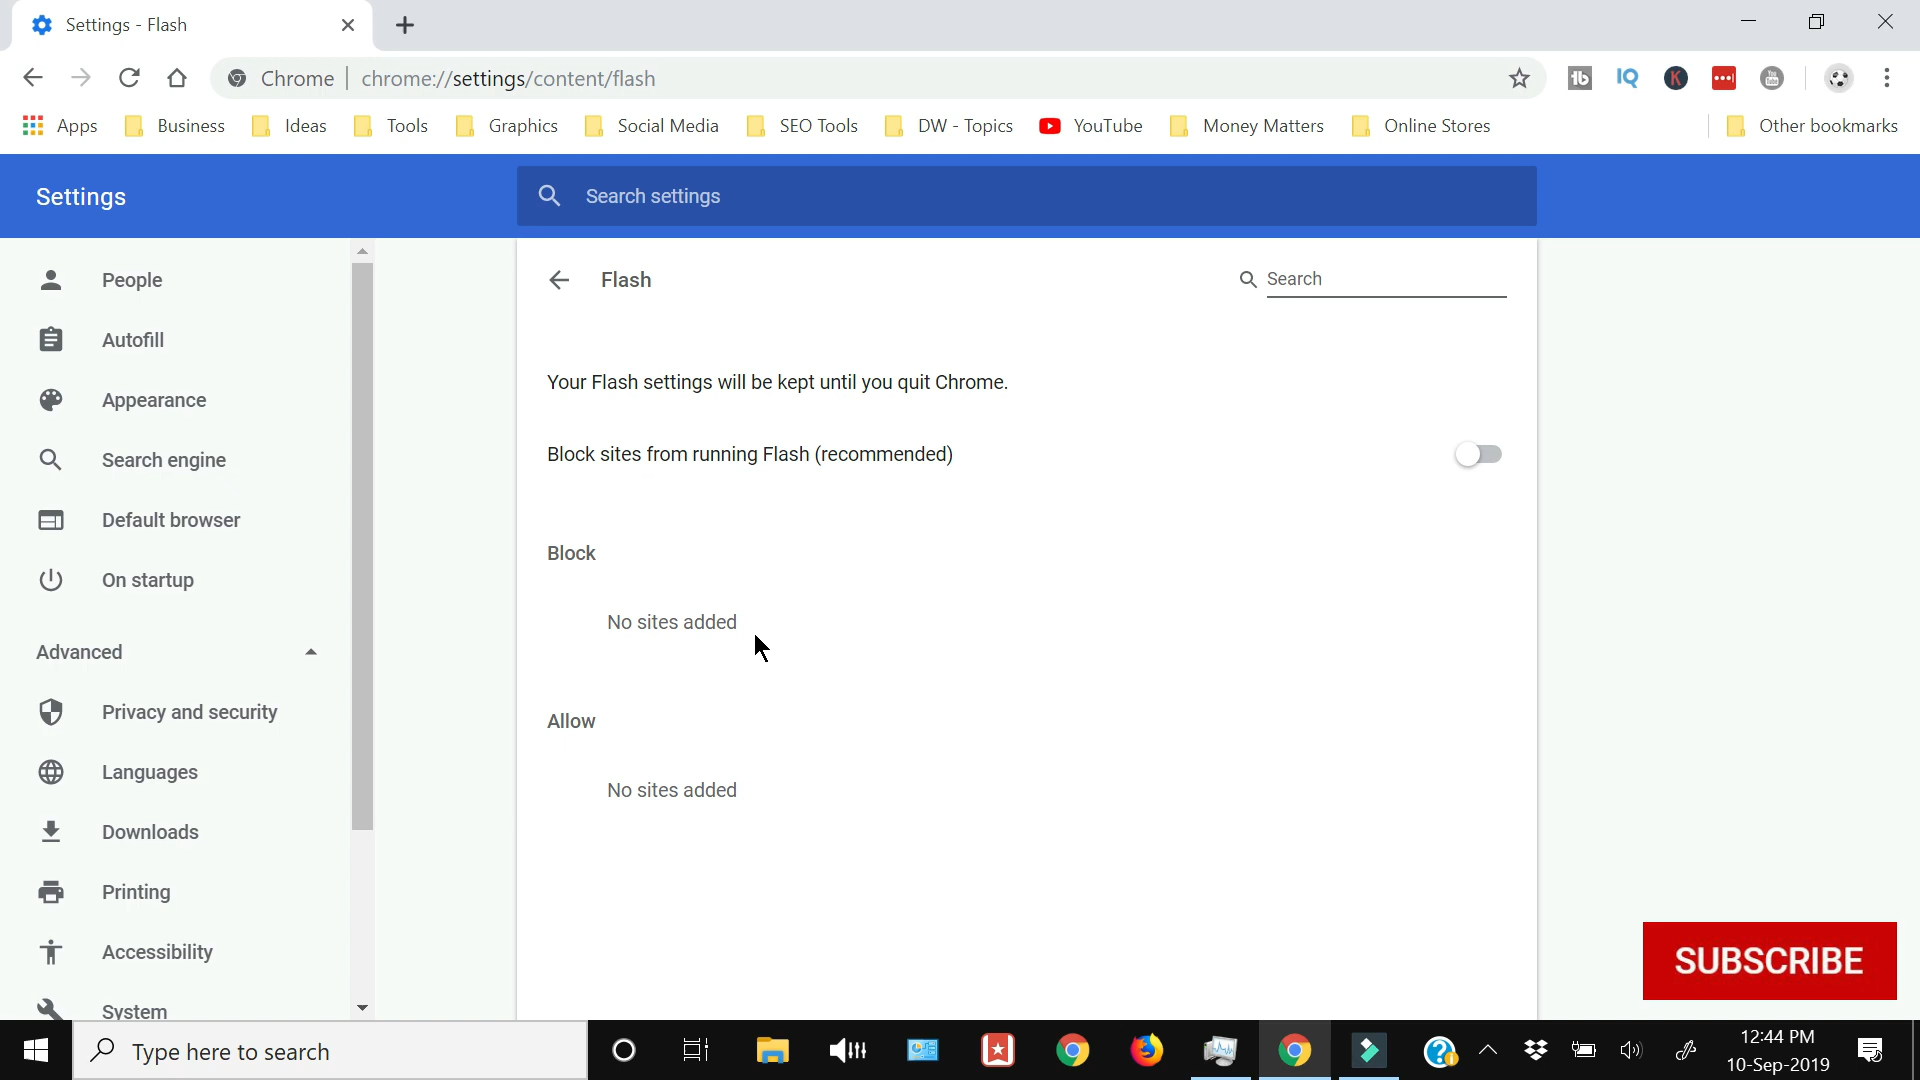 Settings - Flash
Chrome | chrome://settings/content/flash
Apps Business Ideas Tools Graphics Social Media SEO Tools DW - Topics YouTube Money Matters Online Stores Other bookmarks
Settings
Search settings
People
Autofill
Appearance
Search engine
Default browser
On startup
Advanced
Privacy and security
Languages
Downloads
Printing
Accessibility
System
Flash
Search
Your Flash settings will be kept until you quit Chrome.
Block sites from running Flash (recommended)
Block
No sites added
Allow
No sites added
SUBSCRIBE
Type here to search
12:44 PM
10-Sep-2019